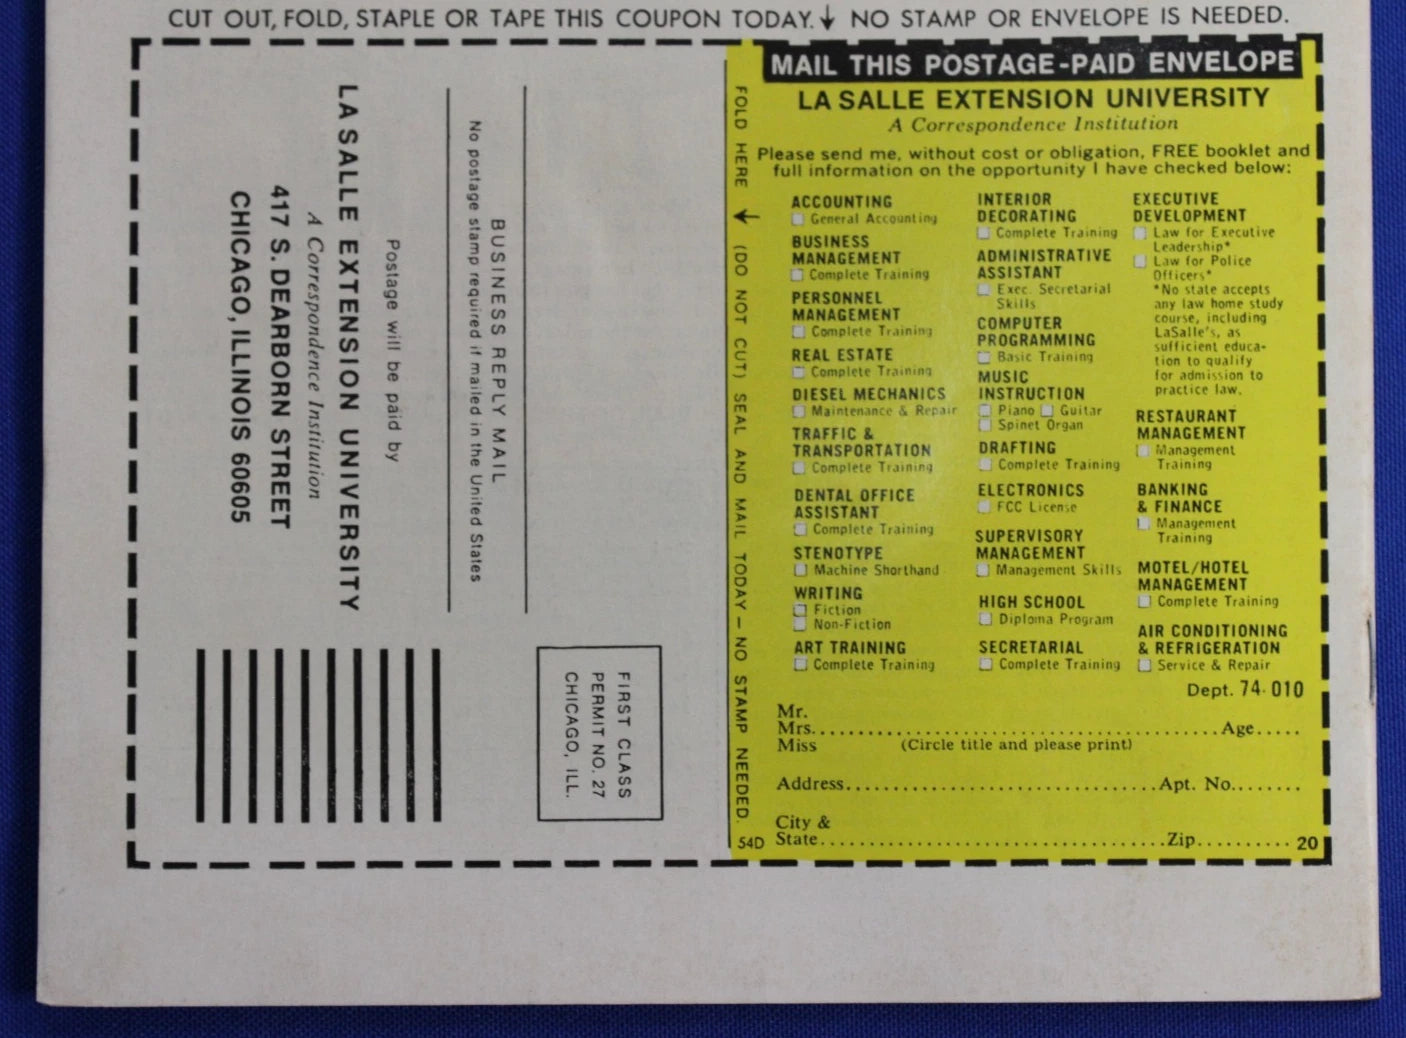 CUT OUT, FOLD, STAPLE OR TAPE THIS COUPON TODAY. ↓ NO STAMP OR ENVELOPE IS NEEDED.
BUSINESS REPLY MAIL
No postage stamp required if mailed in the United States
Postage will be paid by
LA SALLE EXTENSION UNIVERSITY
A Correspondence Institution
417 S. DEARBORN STREET
CHICAGO, ILLINOIS 60605
FIRST CLASS
PERMIT NO. 27
CHICAGO, ILL.
FOLD HERE ↓ (DO NOT CUT) SEAL AND MAIL TODAY — NO STAMP NEEDED.
MAIL THIS POSTAGE-PAID ENVELOPE
LA SALLE EXTENSION UNIVERSITY
A Correspondence Institution
Please send me, without cost or obligation, FREE booklet and
full information on the opportunity I have checked below:
ACCOUNTING
General Accounting
BUSINESS
MANAGEMENT
Complete Training
PERSONNEL
MANAGEMENT
Complete Training
REAL ESTATE
Complete Training
DIESEL MECHANICS
Maintenance & Repair
TRAFFIC &
TRANSPORTATION
Complete Training
DENTAL OFFICE
ASSISTANT
Complete Training
STENOTYPE
Machine Shorthand
WRITING
Fiction
Non-Fiction
ART TRAINING
Complete Training
INTERIOR
DECORATING
Complete Training
ADMINISTRATIVE
ASSISTANT
Exec. Secretarial
Skills
COMPUTER
PROGRAMMING
Basic Training
MUSIC
INSTRUCTION
Piano Guitar
Spinet Organ
DRAFTING
Complete Training
ELECTRONICS
FCC License
SUPERVISORY
MANAGEMENT
Management Skills
HIGH SCHOOL
Diploma Program
SECRETARIAL
Complete Training
EXECUTIVE
DEVELOPMENT
Law for Executive
Leadership*
Law for Police
Officers*
*No state accepts
any law home study
course, including
LaSalle's, as
sufficient educa-
tion to qualify
for admission to
practice law.
RESTAURANT
MANAGEMENT
Management
Training
BANKING
& FINANCE
Management
Training
MOTEL/HOTEL
MANAGEMENT
Complete Training
AIR CONDITIONING
& REFRIGERATION
Service & Repair
Dept. 74-010
Mr.
Mrs. Age
Miss (Circle title and please print)
Address Apt. No.
City &
State Zip 20
54D